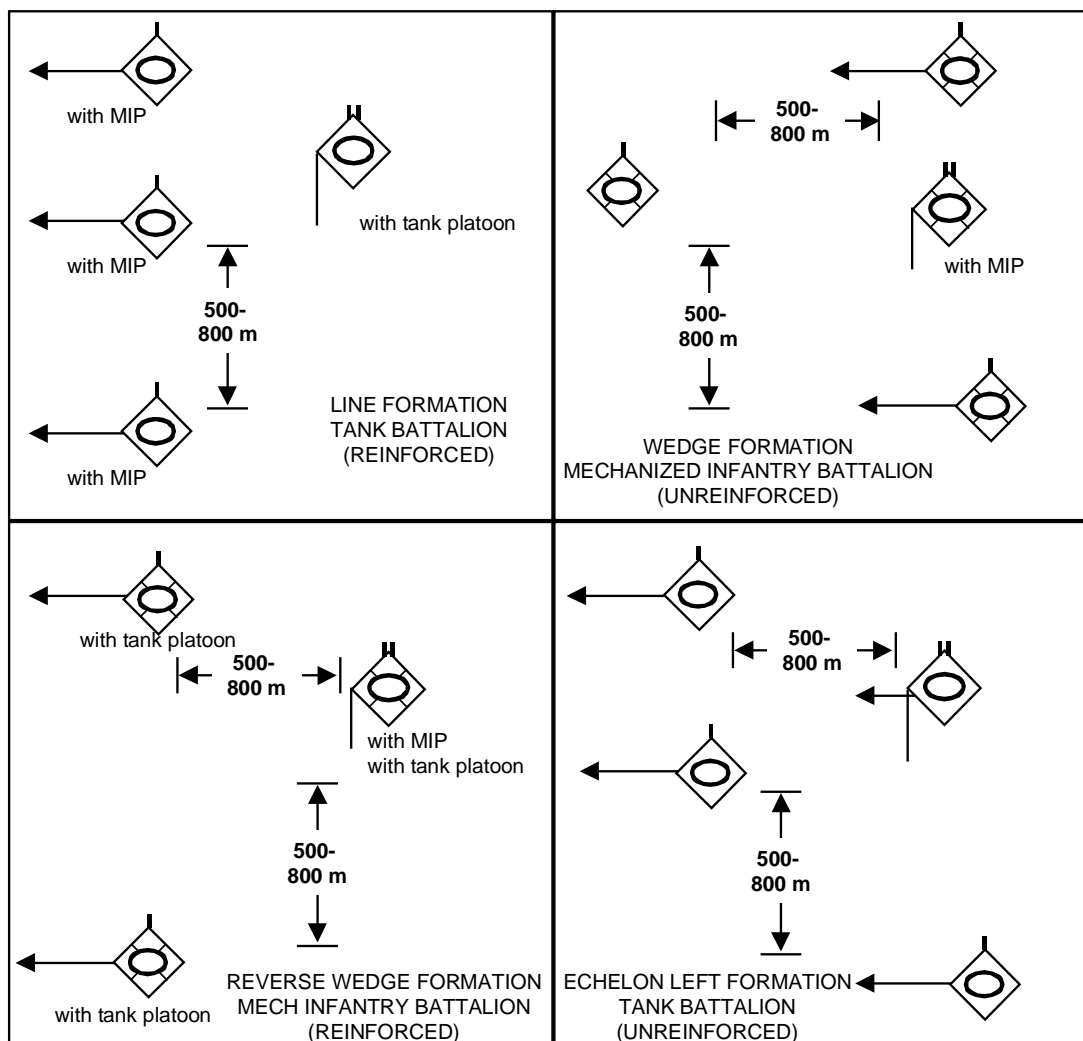 with MIP
with tank platoon
with MIP
500-
800 m
with MIP
LINE FORMATION
TANK BATTALION
(REINFORCED)
500-
800 m
with MIP
500-
800 m
WEDGE FORMATION
MECHANIZED INFANTRY BATTALION
(UNREINFORCED)
with tank platoon
500-
800 m
with MIP
with tank platoon
500-
800 m
with tank platoon
REVERSE WEDGE FORMATION
MECH INFANTRY BATTALION
(REINFORCED)
500-
800 m
500-
800 m
ECHELON LEFT FORMATION
TANK BATTALION
(UNREINFORCED)